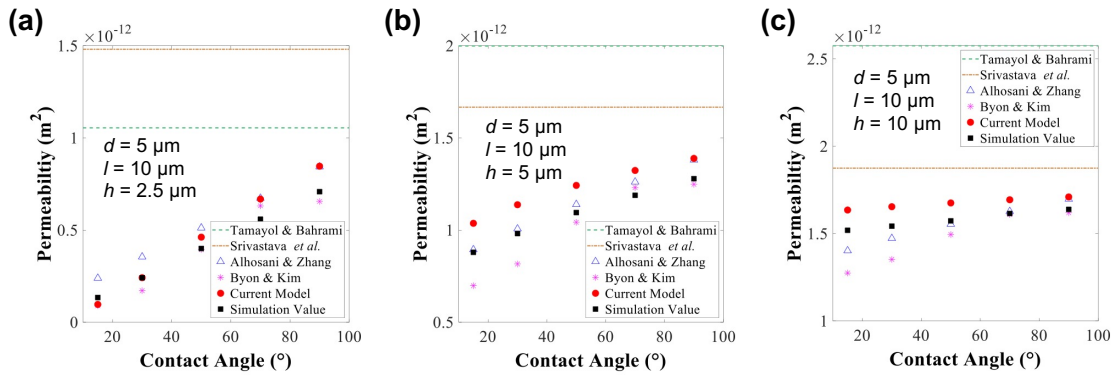 (a)
×10⁻¹²
1.5
1
0.5
0
Permeability (m²)
d = 5 µm
l = 10 µm
h = 2.5 µm
Tamayol & Bahrami
Srivastava et al.
Alhosani & Zhang
Byon & Kim
Current Model
Simulation Value
20 40 60 80 100
Contact Angle (°)
(b)
×10⁻¹²
2
1.5
1
0.5
Permeability (m²)
d = 5 µm
l = 10 µm
h = 5 µm
Tamayol & Bahrami
Srivastava et al.
Alhosani & Zhang
Byon & Kim
Current Model
Simulation Value
20 40 60 80 100
Contact Angle (°)
(c)
×10⁻¹²
2.5
2
1.5
1
Permeabiltiy (m²)
d = 5 µm
l = 10 µm
h = 10 µm
Tamayol & Bahrami
Srivastava et al.
Alhosani & Zhang
Byon & Kim
Current Model
Simulation Value
20 40 60 80 100
Contact Angle (°)